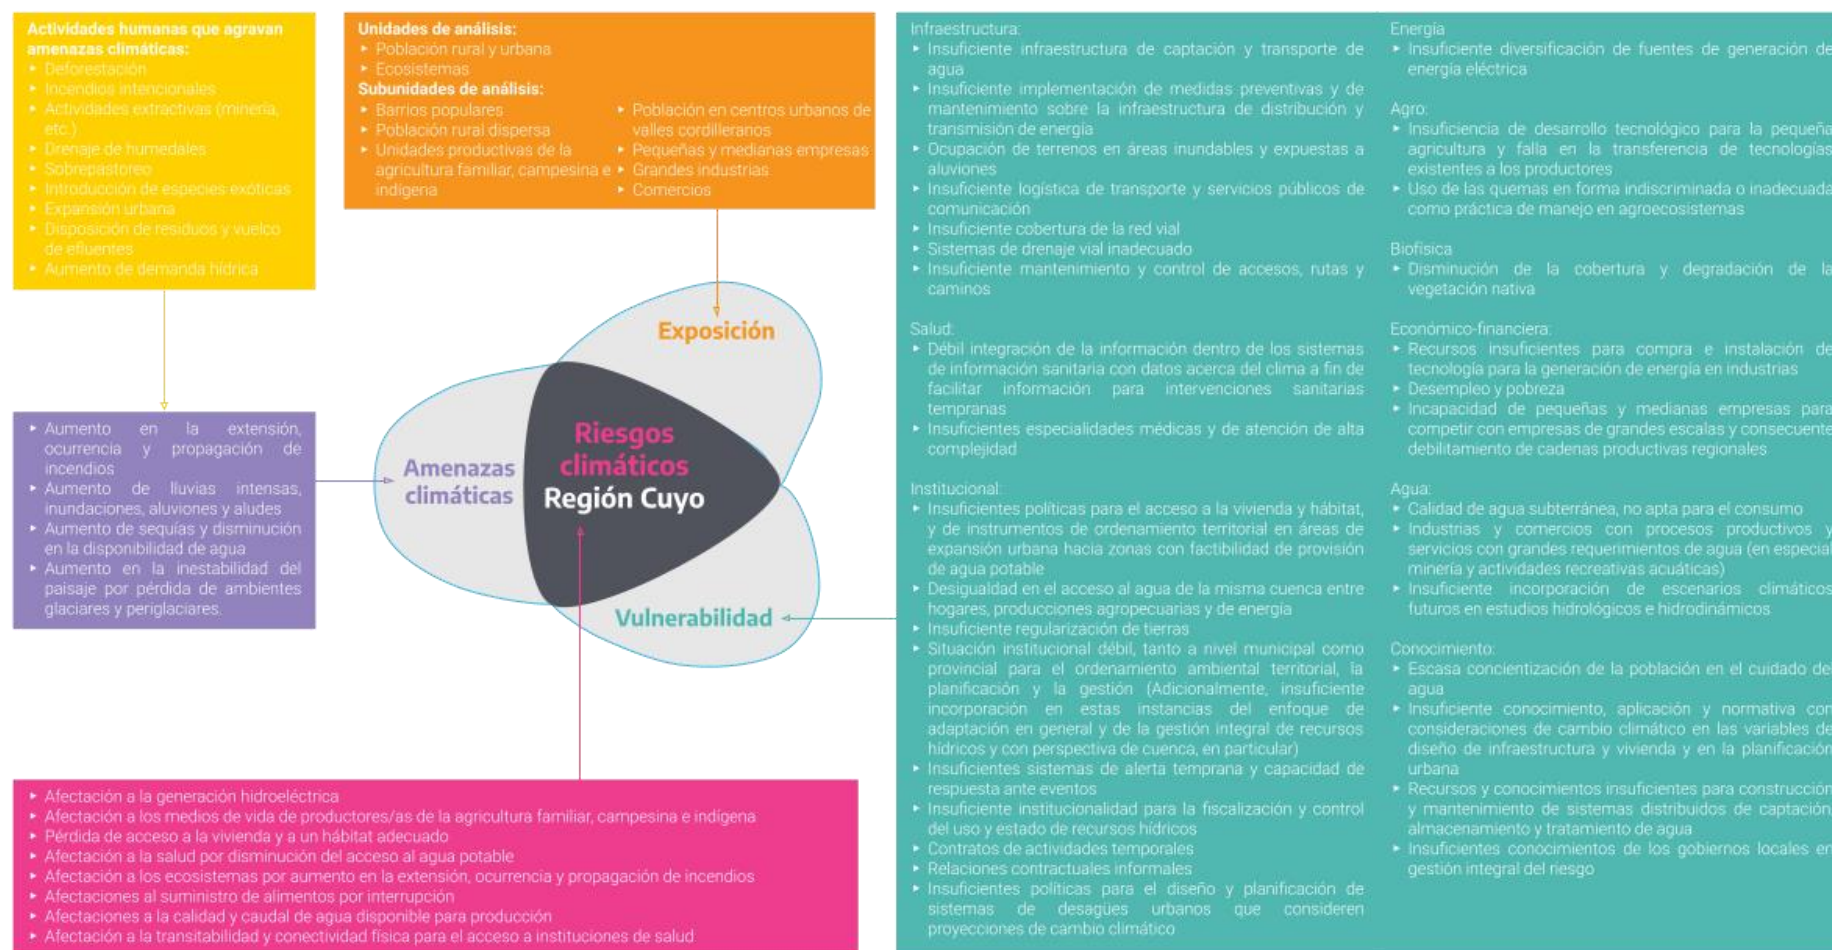 Actividades humanas que agravan
amenazas climáticas:
▸ Deforestación
▸ Incendios intencionales
▸ Actividades extractivas (minería,
etc.)
▸ Drenaje de humedales
▸ Sobrepastoreo
▸ Introducción de especies exóticas
▸ Expansión urbana
▸ Disposición de residuos y vuelco
de efluentes
▸ Aumento de demanda hídrica
Unidades de análisis:
▸ Población rural y urbana
▸ Ecosistemas
Subunidades de análisis:
▸ Barrios populares
▸ Población rural dispersa
▸ Unidades productivas de la
agricultura familiar, campesina e
indígena
▸ Población en centros urbanos de
valles cordilleranos
▸ Pequeñas y medianas empresas
▸ Grandes industrias
▸ Comercios
▸ Aumento en la extensión,
ocurrencia y propagación de
incendios
▸ Aumento de lluvias intensas,
inundaciones, aluviones y aludes
▸ Aumento de sequías y disminución
en la disponibilidad de agua
▸ Aumento en la inestabilidad del
paisaje por pérdida de ambientes
glaciares y periglaciares.
Exposición
Amenazas
climáticas
Riesgos
climáticos
Región Cuyo
Vulnerabilidad
▸ Afectación a la generación hidroeléctrica
▸ Afectación a los medios de vida de productores/as de la agricultura familiar, campesina e indígena
▸ Pérdida de acceso a la vivienda y a un hábitat adecuado
▸ Afectación a la salud por disminución del acceso al agua potable
▸ Afectación a los ecosistemas por aumento en la extensión, ocurrencia y propagación de incendios
▸ Afectaciones al suministro de alimentos por interrupción
▸ Afectaciones a la calidad y caudal de agua disponible para producción
▸ Afectación a la transitabilidad y conectividad física para el acceso a instituciones de salud
Infraestructura:
▸ Insuficiente infraestructura de captación y transporte de
agua
▸ Insuficiente implementación de medidas preventivas y de
mantenimiento sobre la infraestructura de distribución y
transmisión de energía
▸ Ocupación de terrenos en áreas inundables y expuestas a
aluviones
▸ Insuficiente logística de transporte y servicios públicos de
comunicación
▸ Insuficiente cobertura de la red vial
▸ Sistemas de drenaje vial inadecuado
▸ Insuficiente mantenimiento y control de accesos, rutas y
caminos
Salud:
▸ Débil integración de la información dentro de los sistemas
de información sanitaria con datos acerca del clima a fin de
facilitar información para intervenciones sanitarias
tempranas
▸ Insuficientes especialidades médicas y de atención de alta
complejidad
Institucional:
▸ Insuficientes políticas para el acceso a la vivienda y hábitat,
y de instrumentos de ordenamiento territorial en áreas de
expansión urbana hacia zonas con factibilidad de provisión
de agua potable
▸ Desigualdad en el acceso al agua de la misma cuenca entre
hogares, producciones agropecuarias y de energía
▸ Insuficiente regularización de tierras
▸ Situación institucional débil, tanto a nivel municipal como
provincial para el ordenamiento ambiental territorial, la
planificación y la gestión (Adicionalmente, insuficiente
incorporación en estas instancias del enfoque de
adaptación en general y de la gestión integral de recursos
hídricos y con perspectiva de cuenca, en particular)
▸ Insuficientes sistemas de alerta temprana y capacidad de
respuesta ante eventos
▸ Insuficiente institucionalidad para la fiscalización y control
del uso y estado de recursos hídricos
▸ Contratos de actividades temporales
▸ Relaciones contractuales informales
▸ Insuficientes políticas para el diseño y planificación de
sistemas de desagües urbanos que consideren
proyecciones de cambio climático
Energía
▸ Insuficiente diversificación de fuentes de generación de
energía eléctrica
Agro:
▸ Insuficiencia de desarrollo tecnológico para la pequeña
agricultura y falla en la transferencia de tecnologías
existentes a los productores
▸ Uso de las quemas en forma indiscriminada o inadecuada
como práctica de manejo en agroecosistemas
Biofísica
▸ Disminución de la cobertura y degradación de la
vegetación nativa
Económico-financiera:
▸ Recursos insuficientes para compra e instalación de
tecnología para la generación de energía en industrias
▸ Desempleo y pobreza
▸ Incapacidad de pequeñas y medianas empresas para
competir con empresas de grandes escalas y consecuente
debilitamiento de cadenas productivas regionales
Agua:
▸ Calidad de agua subterránea, no apta para el consumo
▸ Industrias y comercios con procesos productivos y
servicios con grandes requerimientos de agua (en especial
minería y actividades recreativas acuáticas)
▸ Insuficiente incorporación de escenarios climáticos
futuros en estudios hidrológicos e hidrodinámicos
Conocimiento:
▸ Escasa concientización de la población en el cuidado del
agua
▸ Insuficiente conocimiento, aplicación y normativa con
consideraciones de cambio climático en las variables de
diseño de infraestructura y vivienda y en la planificación
urbana
▸ Recursos y conocimientos insuficientes para construcción
y mantenimiento de sistemas distribuidos de captación,
almacenamiento y tratamiento de agua
▸ Insuficientes conocimientos de los gobiernos locales en
gestión integral del riesgo